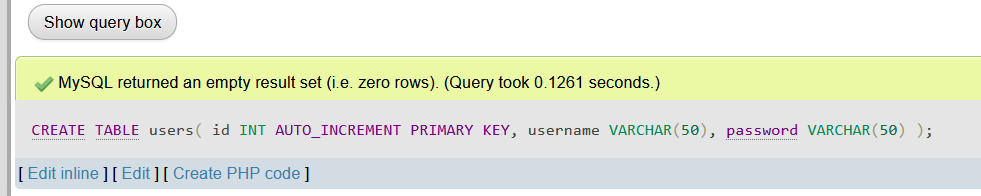 Show query box
MySQL returned an empty result set (i.e. zero rows). (Query took 0.1261 seconds.)
CREATE TABLE users( id INT AUTO_INCREMENT PRIMARY KEY, username VARCHAR(50), password VARCHAR(50) );
[ Edit inline ] [ Edit ] [ Create PHP code ]